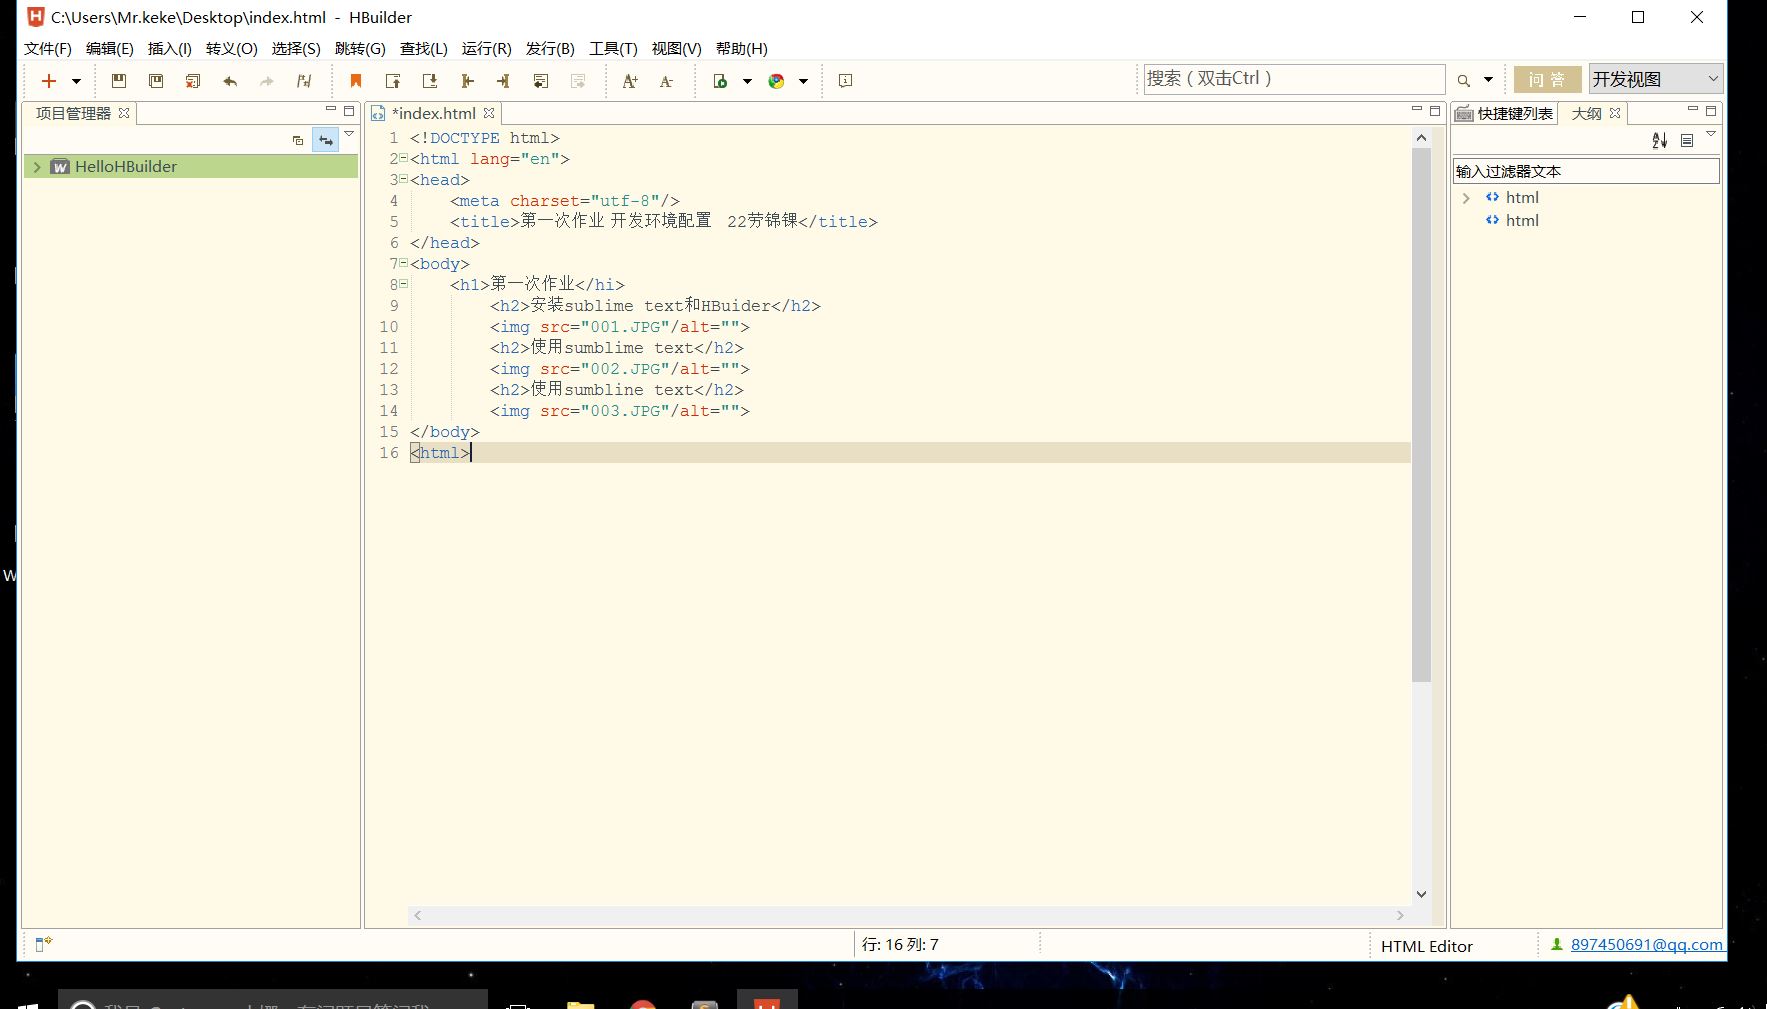 C:\Users\Mr.keke\Desktop\index.html - HBuilder
文件(F) 编辑(E) 插入(I) 转义(O) 选择(S) 跳转(G) 查找(L) 运行(R) 发行(B) 工具(T) 视图(V) 帮助(H)
搜索（双击Ctrl）
问 答
开发视图
项目管理器
HelloHBuilder
*index.html
1 <!DOCTYPE html>
2 <html lang="en">
3 <head>
4 <meta charset="utf-8"/>
5 <title>第一次作业 开发环境配置 22劳锦锞</title>
6 </head>
7 <body>
8 <h1>第一次作业</hi>
9 <h2>安装sublime text和HBuider</h2>
10 <img src="001.JPG"/alt="">
11 <h2>使用sumblime text</h2>
12 <img src="002.JPG"/alt="">
13 <h2>使用sumbline text</h2>
14 <img src="003.JPG"/alt="">
15 </body>
16 <html>
快捷键列表 大纲
输入过滤器文本
html
html
行: 16 列: 7
HTML Editor
897450691@qq.com
W